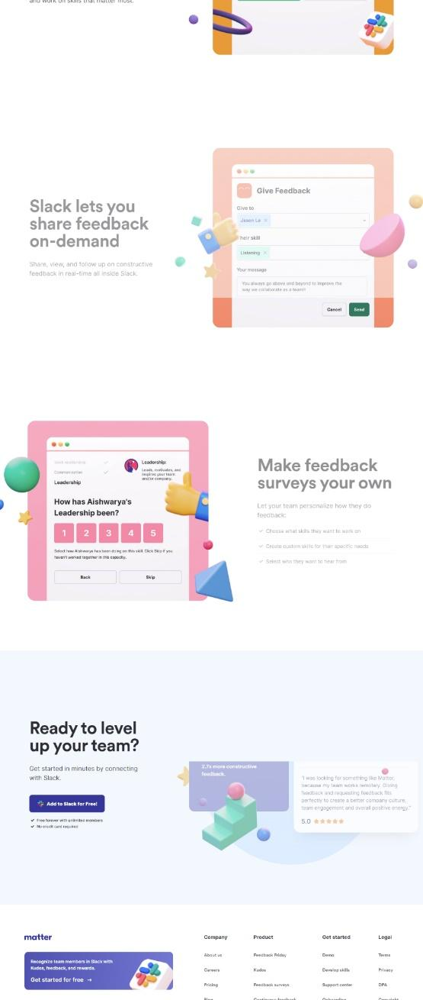 and work on skills that matter most.
Slack lets you
share feedback
on-demand
Share, view, and follow up on constructive
feedback in real-time all inside Slack.
Give Feedback
Give to
Jason Le ×
heir skill
Listening ×
Your message
You always go above and beyond to improve the
way we collaborate as a team!!
Cancel
Send
Communication
Leadership
Leadership:
Leads, motivates, and
inspires your team
and/or company.
How has Aishwarya's
Leadership been?
1 2 3 4 5
Select how Aishwarya has been doing on this skill. Click Skip if you
haven't worked together in this capacity.
Back
Skip
Make feedback
surveys your own
Let your team personalize how they do
feedback:
Choose what skills they want to work on
Create custom skills for their specific needs
Select who they want to hear from
Ready to level
up your team?
Get started in minutes by connecting
with Slack.
Add to Slack for Free!
Free forever with unlimited members
No credit card required
2.7x more constructive
feedback.
"I was looking for something like Matter,
because my team works remotely. Giving
feedback and requesting feedback fits
perfectly to create a better company culture,
team engagement and overall positive energy."
5.0
matter
Recognize team members in Slack with
Kudos, feedback, and rewards.
Get started for free →
Company
About us
Careers
Pricing
Blog
Product
Feedback Friday
Kudos
Feedback surveys
Continuous feedback
Get started
Demo
Develop skills
Support center
Onboarding
Legal
Terms
Privacy
DPA
Copyright